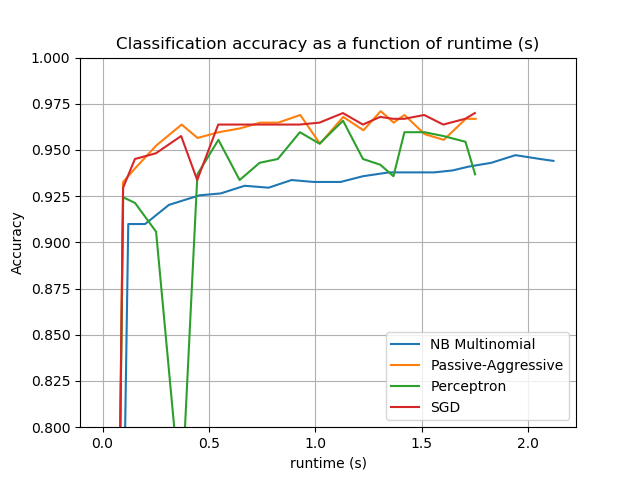 Classification accuracy as a function of runtime (s)
1.000
0.975
0.950
0.925
0.900
0.875
0.850
0.825
0.800
Accuracy
NB Multinomial
Passive-Aggressive
Perceptron
SGD
0.0 0.5 1.0 1.5 2.0
runtime (s)